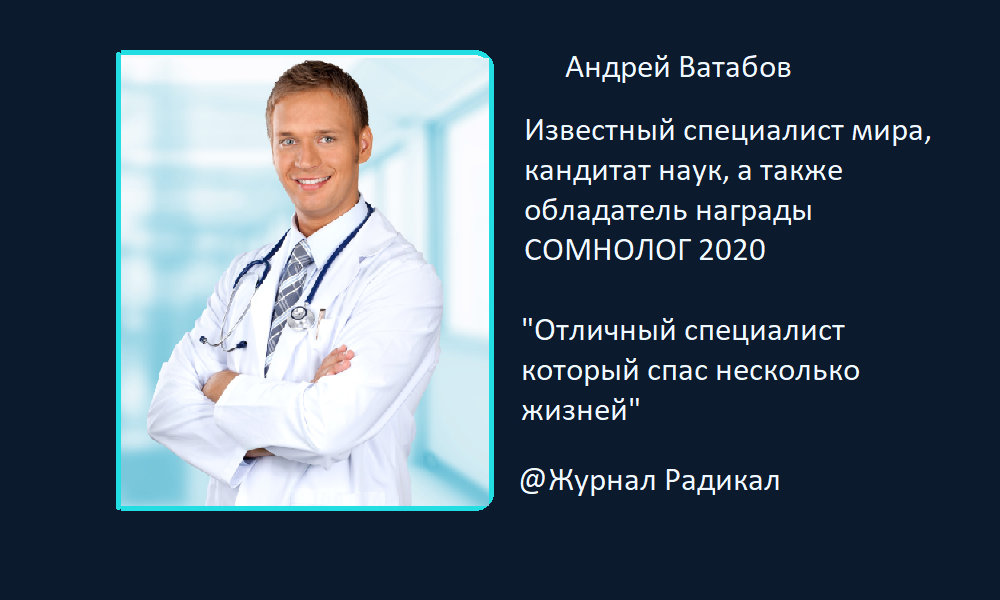 Андрей Ватабов
Известный специалист мира,
кандитат наук, а также
обладатель награды
СОМНОЛОГ 2020
"Отличный специалист
который спас несколько
жизней"
@Журнал Радикал